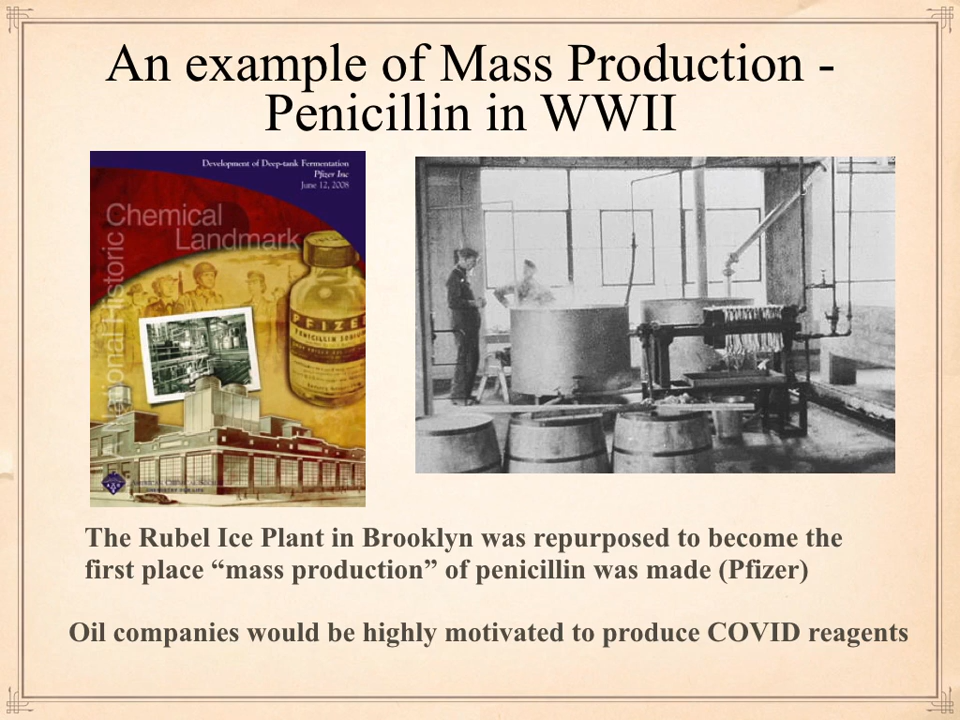 An example of Mass Production -
Penicillin in WWII
Development of Deep-tank Fermentation
Pfizer Inc
June 12, 2008
National Historic
Chemical
Landmark
PFIZER
PENICILLIN SODIUM
The Rubel Ice Plant in Brooklyn was repurposed to become the
first place “mass production” of penicillin was made (Pfizer)
Oil companies would be highly motivated to produce COVID reagents